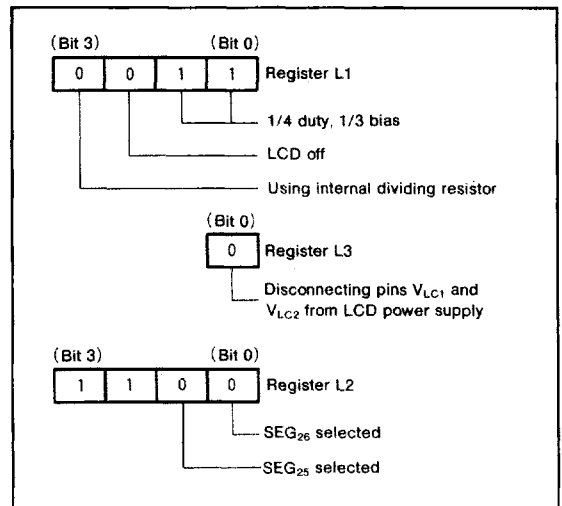 (Bit 3) (Bit 0)
0 0 1 1 Register L1
1/4 duty, 1/3 bias
LCD off
Using internal dividing resistor
(Bit 0)
0 Register L3
Disconnecting pins VLC1 and
VLC2 from LCD power supply
(Bit 3) (Bit 0)
1 1 0 0 Register L2
SEG26 selected
SEG25 selected